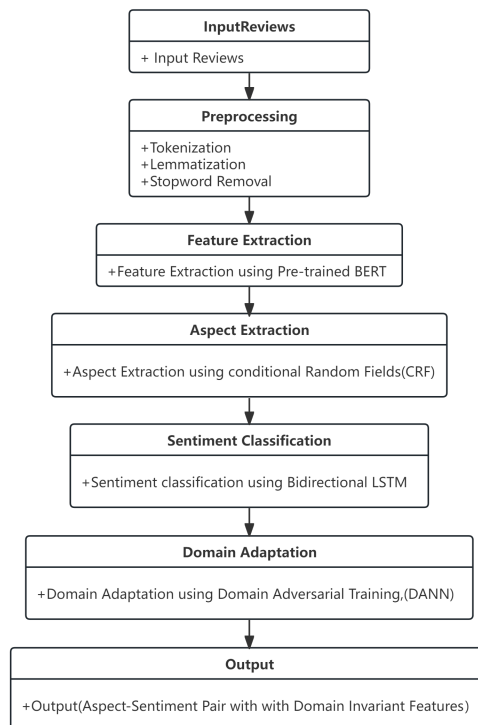 InputReviews
+ Input Reviews
Preprocessing
+Tokenization
+Lemmatization
+Stopword Removal
Feature Extraction
+Feature Extraction using Pre-trained BERT
Aspect Extraction
+Aspect Extraction using conditional Random Fields(CRF)
Sentiment Classification
+Sentiment classification using Bidirectional LSTM
Domain Adaptation
+Domain Adaptation using Domain Adversarial Training,(DANN)
Output
+Output(Aspect-Sentiment Pair with with Domain Invariant Features)